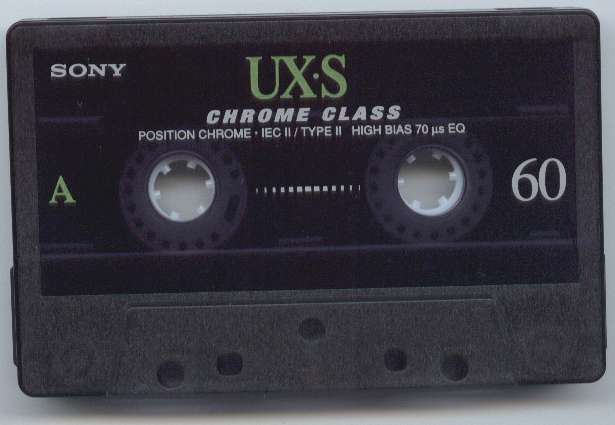 SONY
UX·S
CHROME CLASS
POSITION CHROME · IEC II / TYPE II HIGH BIAS 70 µs EQ
A
60